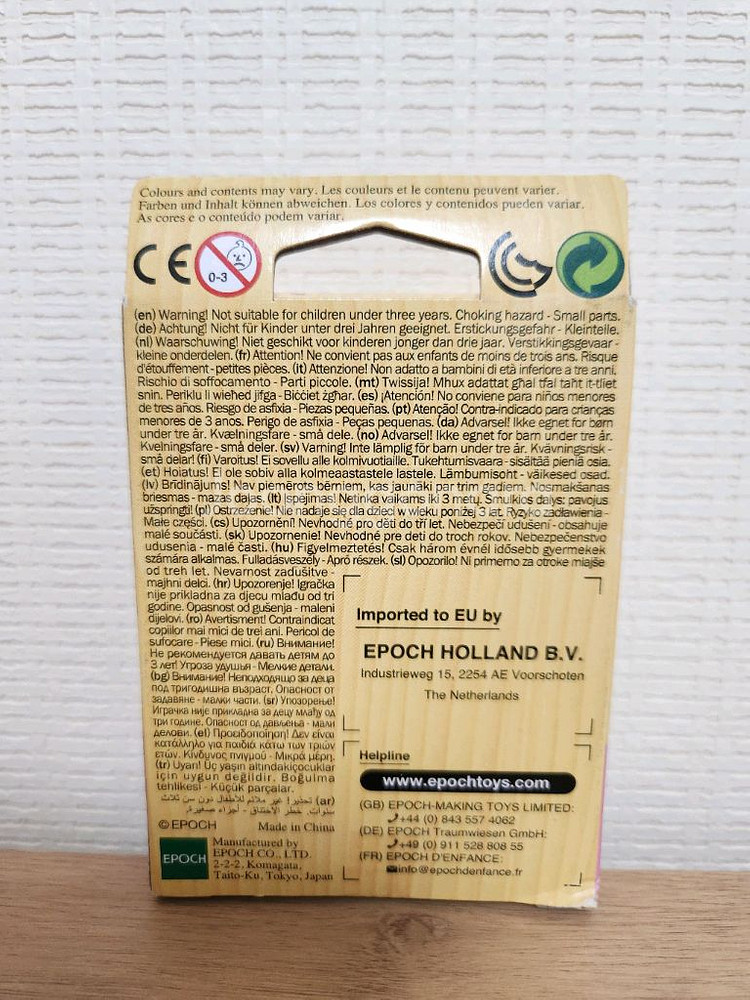 Colours and contents may vary. Les couleurs et le contenu peuvent varier.
Farben und Inhalt können abweichen. Los colores y contenidos pueden variar.
As cores e o conteúdo podem variar.
CE
0-3
(en) Warning! Not suitable for children under three years. Choking hazard - Small parts.
(de) Achtung! Nicht für Kinder unter drei Jahren geeignet. Erstickungsgefahr - Kleinteile.
(nl) Waarschuwing! Niet geschikt voor kinderen jonger dan drie jaar. Verstikkingsgevaar -
kleine onderdelen. (fr) Attention! Ne convient pas aux enfants de moins de trois ans. Risque
d'étouffement - petites pièces. (it) Attenzione! Non adatto a bambini di età inferiore a tre anni.
Rischio di soffocamento - Parti piccole. (mt) Twissija! Mhux adattat għal tfal taħt it-tliet
snin. Periklu li wieħed jifga - Biċċiet żgħar. (es) ¡Atención! No conviene para niños menores
de tres años. Riesgo de asfixia - Piezas pequeñas. (pt) Atenção! Contra-indicado para crianças
menores de 3 anos. Perigo de asfixia - Peças pequenas. (da) Advarsel! Ikke egnet for børn
under tre år. Kvælningsfare - små dele. (no) Advarsel! Ikke egnet for barn under tre år.
Kvelningsfare - små deler. (sv) Varning! Inte lämplig för barn under tre år. Kvävningsrisk -
små delar! (fi) Varoitus! Ei sovellu alle kolmivuotiaille. Tukehtumisvaara - sisältää pieniä osia.
(et) Hoiatus! Ei ole sobiv alla kolmeaastastele lastele. Lämbumisoht - väikesed osad.
(lv) Brīdinājums! Nav piemērots bērniem, kas jaunāki par trim gadiem. Nosmakšanas
briesmas - mazas daļas. (lt) Įspėjimas! Netinka vaikams iki 3 metų. Smulkios dalys: pavojus
užspringti! (pl) Ostrzeżenie! Nie nadaje się dla dzieci w wieku poniżej 3 lat. Ryzyko zadławienia -
Małe części. (cs) Upozornění! Nevhodné pro děti do tří let. Nebezpečí udušení - obsahuje
malé součásti. (sk) Upozornenie! Nevhodné pre deti do troch rokov. Nebezpečenstvo
udusenia - malé časti. (hu) Figyelmeztetés! Csak három évnél idősebb gyermekek
számára alkalmas. Fulladásveszély - Apró részek. (sl) Opozorilo! Ni primerno za otroke mlajše
od treh let. Nevarnost zadušitve -
majhni delci. (hr) Upozorenje! Igračka
nije prikladna za djecu mlađu od tri
godine. Opasnost od gušenja - maleni
dijelovi. (ro) Avertisment! Contraindicat
copiilor mai mici de trei ani. Pericol de
sufocare - Piese mici. (ru) Внимание!
Не рекомендуется давать детям до
3 лет! Угроза удушья - Мелкие детали.
(bg) Внимание! Неподходящо за деца
под тригодишна възраст. Опасност от
задавяне - малки части. (sr) Упозорење!
Играчка није прикладна за децу млађу од
три године. Опасност од давлења - мали
делови. (el) Προειδοποίηση! Δεν είναι
κατάλληλο για παιδιά κάτω των τριών
ετών. Κίνδυνος πνιγμού - Μικρά μέρη.
(tr) Uyarı! Üç yaşın altındakiçocuklar
için uygun değildir. Boğulma
tehlikesi - Küçük parçalar.
(ar) تحذير! غير ملائم للأطفال دون سن ثلاث
سنوات. خطر الاختناق - أجزاء صغيرة.
© EPOCH Made in China
EPOCH
Manufactured by
EPOCH CO., LTD.
2-2-2, Komagata,
Taito-Ku, Tokyo, Japan
Imported to EU by
EPOCH HOLLAND B.V.
Industrieweg 15, 2254 AE Voorschoten
The Netherlands
Helpline
www.epochtoys.com
(GB) EPOCH-MAKING TOYS LIMITED:
+44 (0) 843 557 4062
(DE) EPOCH Traumwiesen GmbH:
+49 (0) 911 528 808 55
(FR) EPOCH D'ENFANCE:
info@epochdenfance.fr